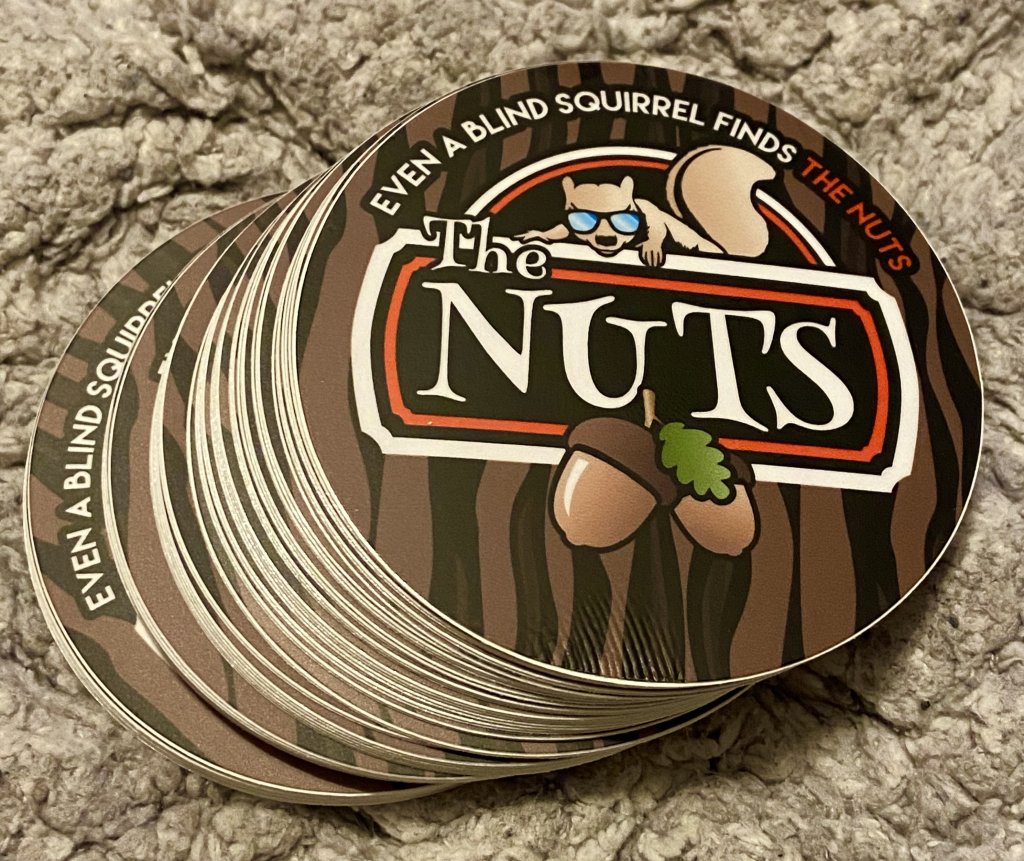 EVEN A BLIND SQUIRREL FINDS THE NUTS
The
NUTS
EVEN A BLIND SQUIRREL